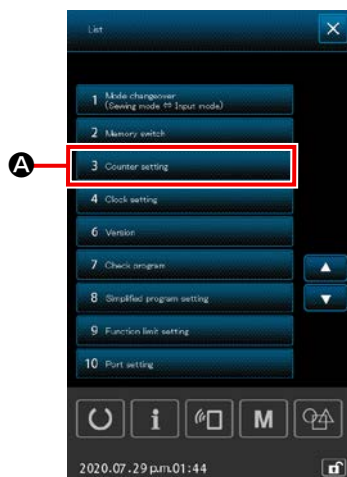 List
A
1 Mode changeover
(Sewing mode ⇔ Input mode)
2 Memory switch
3 Counter setting
4 Clock setting
6 Version
7 Check program
8 Simplified program setting
9 Function limit setting
10 Port setting
i
M
2020.07.29 p.m.01:44